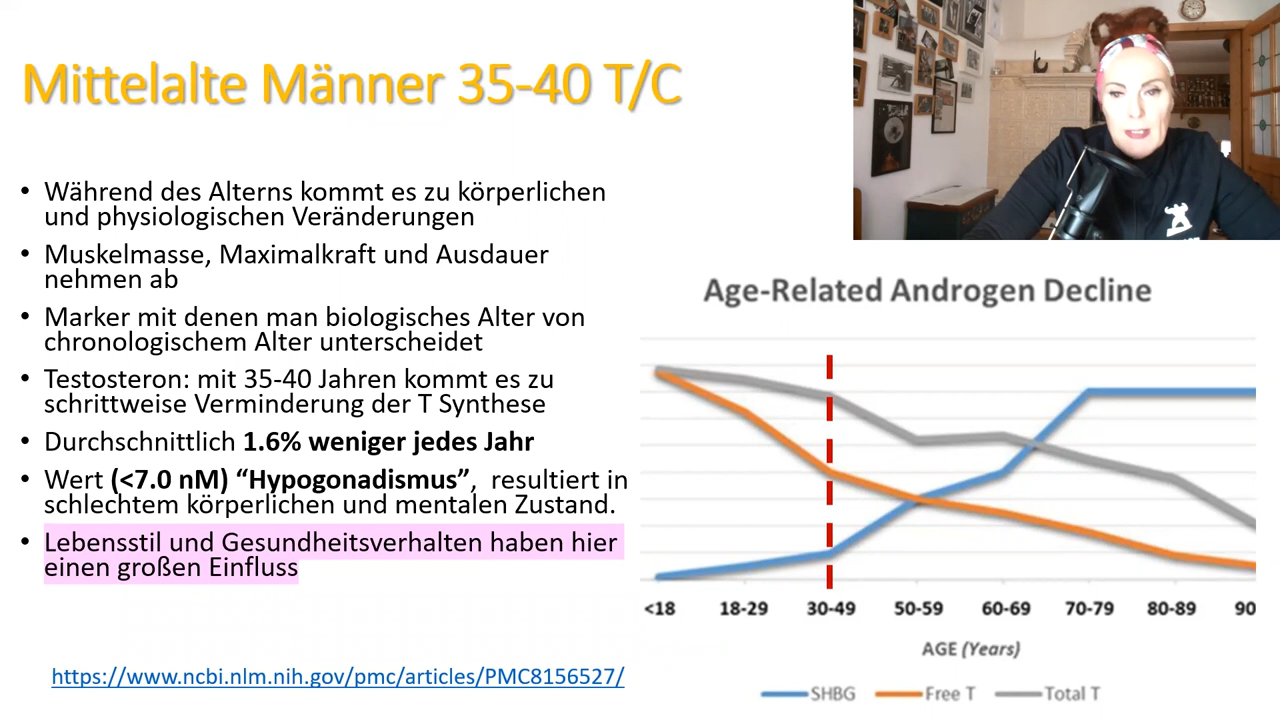 Mittelalte Männer 35-40 T/C
• Während des Alterns kommt es zu körperlichen
und physiologischen Veränderungen
• Muskelmasse, Maximalkraft und Ausdauer
nehmen ab
• Marker mit denen man biologisches Alter von
chronologischem Alter unterscheidet
• Testosteron: mit 35-40 Jahren kommt es zu
schrittweise Verminderung der T Synthese
• Durchschnittlich 1.6% weniger jedes Jahr
• Wert (<7.0 nM) “Hypogonadismus”, resultiert in
schlechtem körperlichen und mentalen Zustand.
• Lebensstil und Gesundheitsverhalten haben hier
einen großen Einfluss
https://www.ncbi.nlm.nih.gov/pmc/articles/PMC8156527/
Age-Related Androgen Decline
<18 18-29 30-49 50-59 60-69 70-79 80-89 90
AGE (Years)
SHBG Free T Total T